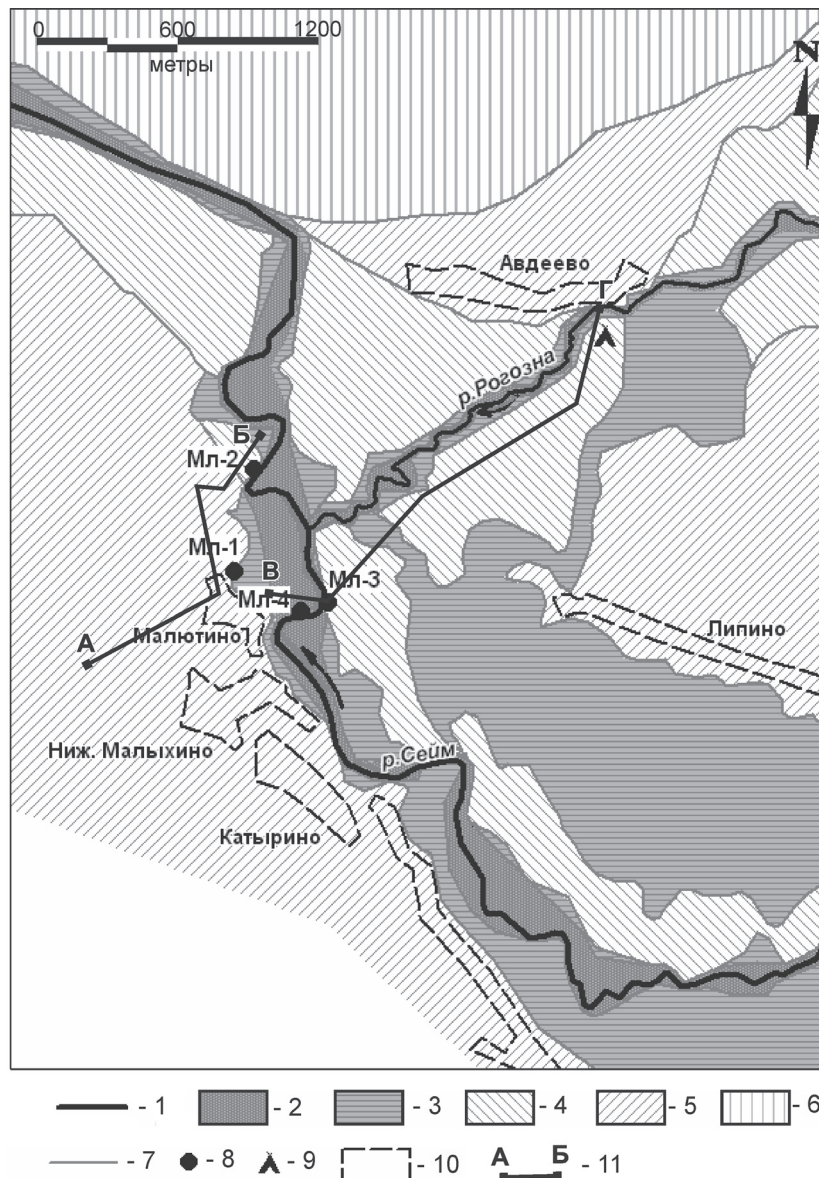 0 600 1200
метры
N
Авдеево
Г
р.Рогозна
Б
Мл-2
Мл-1
В
Мл-3
Мл-4
А
Малютино
Липино
Ниж. Малыхино
р.Сейм
Катырино
- 1 - 2 - 3 - 4 - 5 - 6
- 7 - 8 - 9 - 10 А Б - 11